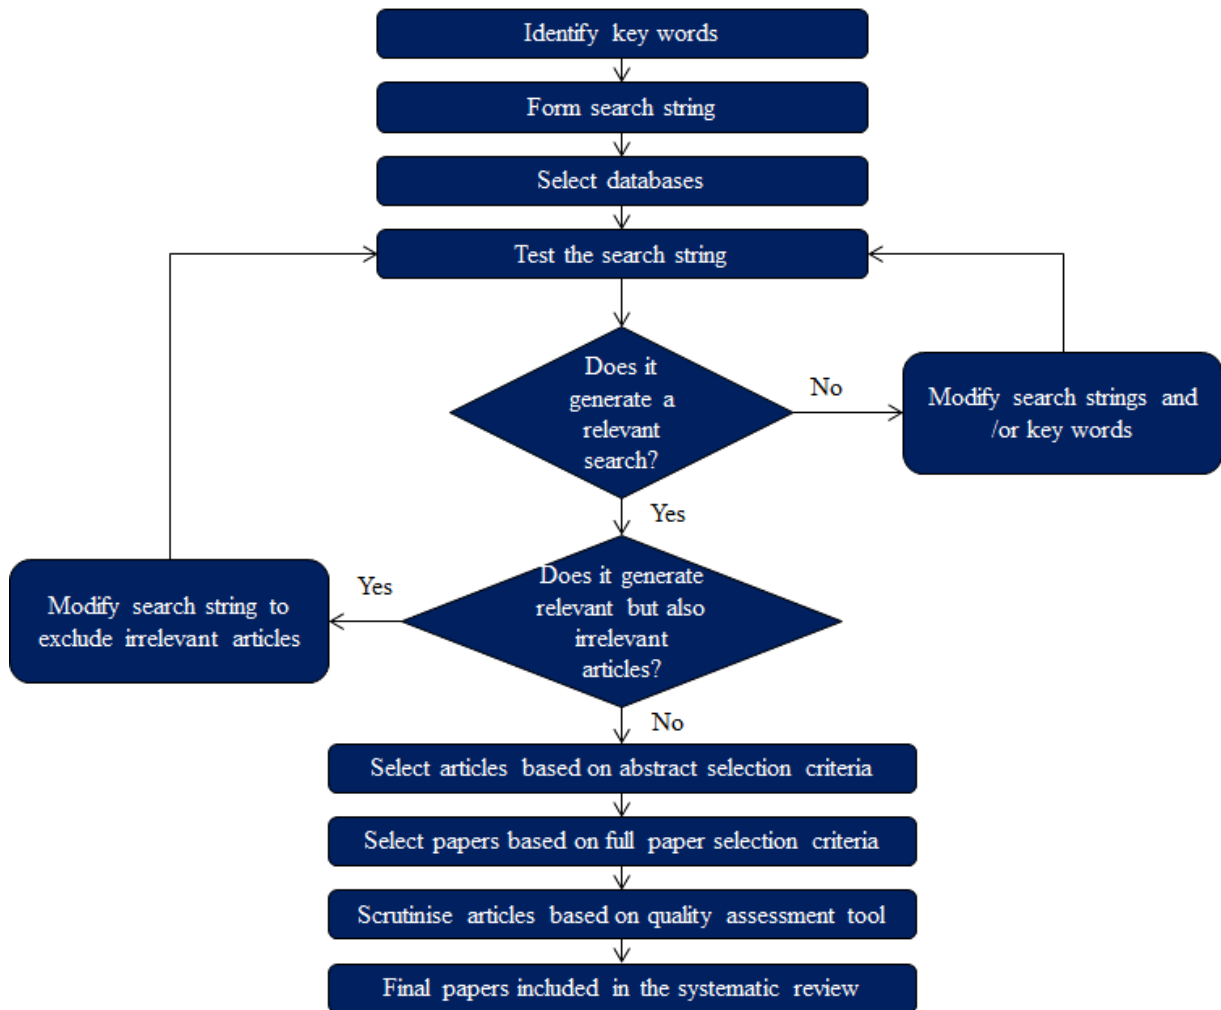 Identify key words
Form search string
Select databases
Test the search string
Does it
generate a
relevant
search?
No
Modify search strings and
/or key words
Yes
Does it generate
relevant but also
irrelevant
articles?
Yes
Modify search string to
exclude irrelevant articles
No
Select articles based on abstract selection criteria
Select papers based on full paper selection criteria
Scrutinise articles based on quality assessment tool
Final papers included in the systematic review